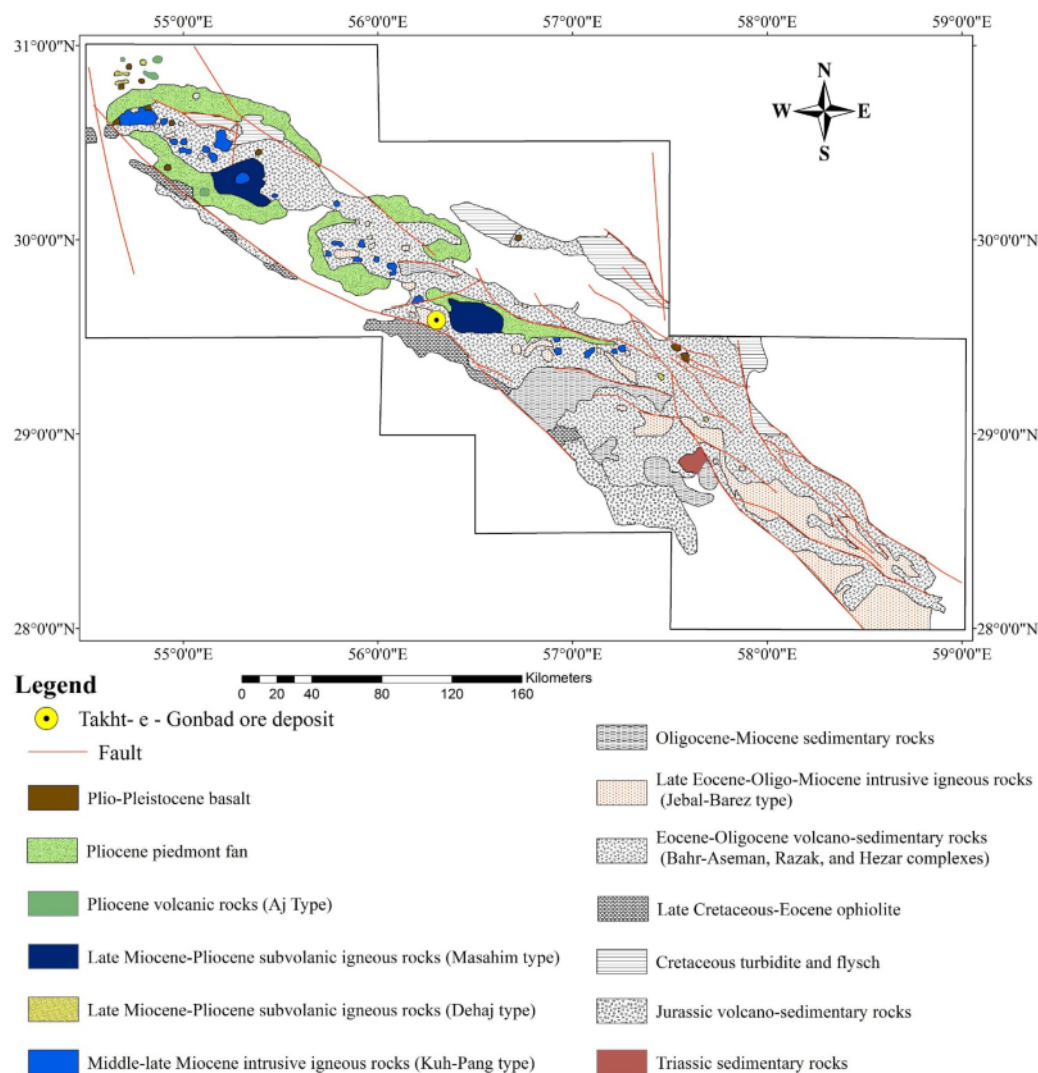 55°0'0"E 56°0'0"E 57°0'0"E 58°0'0"E 59°0'0"E
31°0'0"N 31°0'0"N
N
W E
S
30°0'0"N 30°0'0"N
29°0'0"N 29°0'0"N
28°0'0"N 28°0'0"N
55°0'0"E 56°0'0"E 57°0'0"E 58°0'0"E 59°0'0"E
Legend
Kilometers
0 20 40 80 120 160
Takht- e - Gonbad ore deposit
Fault
Plio-Pleistocene basalt
Pliocene piedmont fan
Pliocene volcanic rocks (Aj Type)
Late Miocene-Pliocene subvolanic igneous rocks (Masahim type)
Late Miocene-Pliocene subvolanic igneous rocks (Dehaj type)
Middle-late Miocene intrusive igneous rocks (Kuh-Pang type)
Oligocene-Miocene sedimentary rocks
Late Eocene-Oligo-Miocene intrusive igneous rocks
(Jebal-Barez type)
Eocene-Oligocene volcano-sedimentary rocks
(Bahr-Aseman, Razak, and Hezar complexes)
Late Cretaceous-Eocene ophiolite
Cretaceous turbidite and flysch
Jurassic volcano-sedimentary rocks
Triassic sedimentary rocks